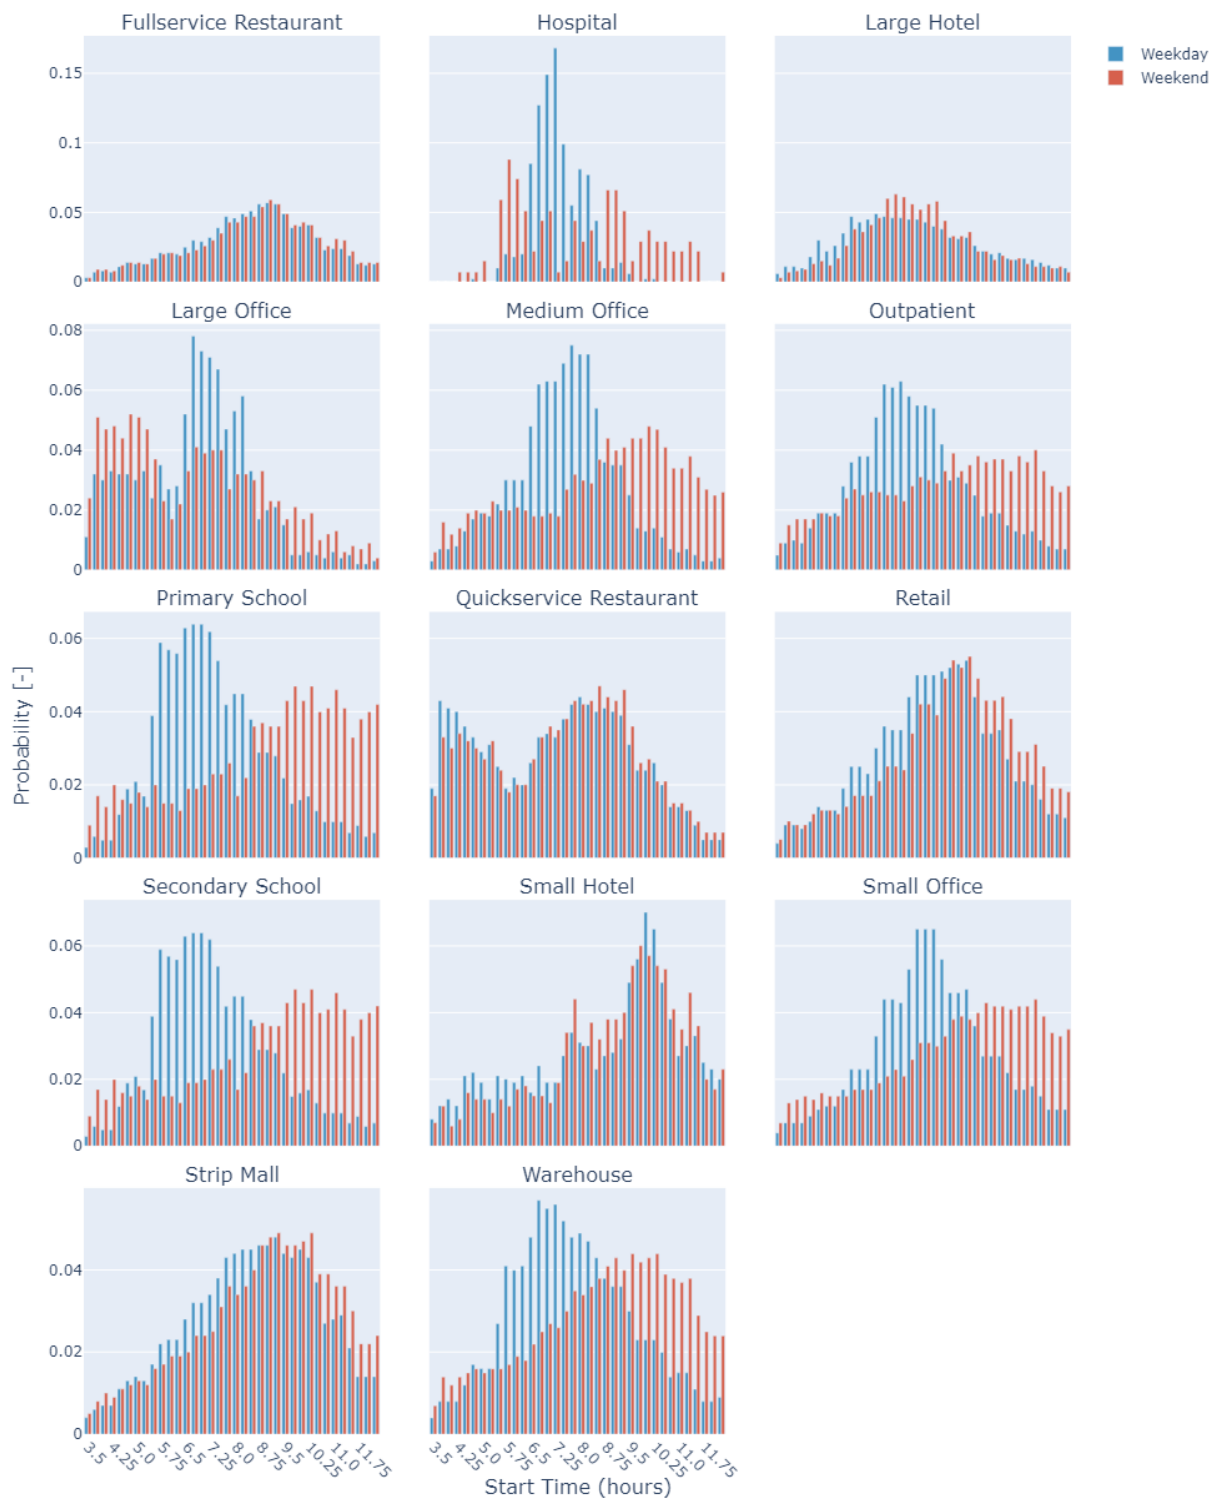 Fullservice Restaurant
Hospital
Large Hotel
Weekday
Weekend
0.15
0.1
0.05
0
Large Office
Medium Office
Outpatient
0.08
0.06
0.04
0.02
0
Primary School
Quickservice Restaurant
Retail
0.06
0.04
0.02
0
Probability [-]
Secondary School
Small Hotel
Small Office
0.06
0.04
0.02
0
Strip Mall
Warehouse
0.04
0.02
0
3.5 4.25 5.0 5.75 6.5 7.25 8.0 8.75 9.5 10.25 11.0 11.75
3.5 4.25 5.0 5.75 6.5 7.25 8.0 8.75 9.5 10.25 11.0 11.75
Start Time (hours)